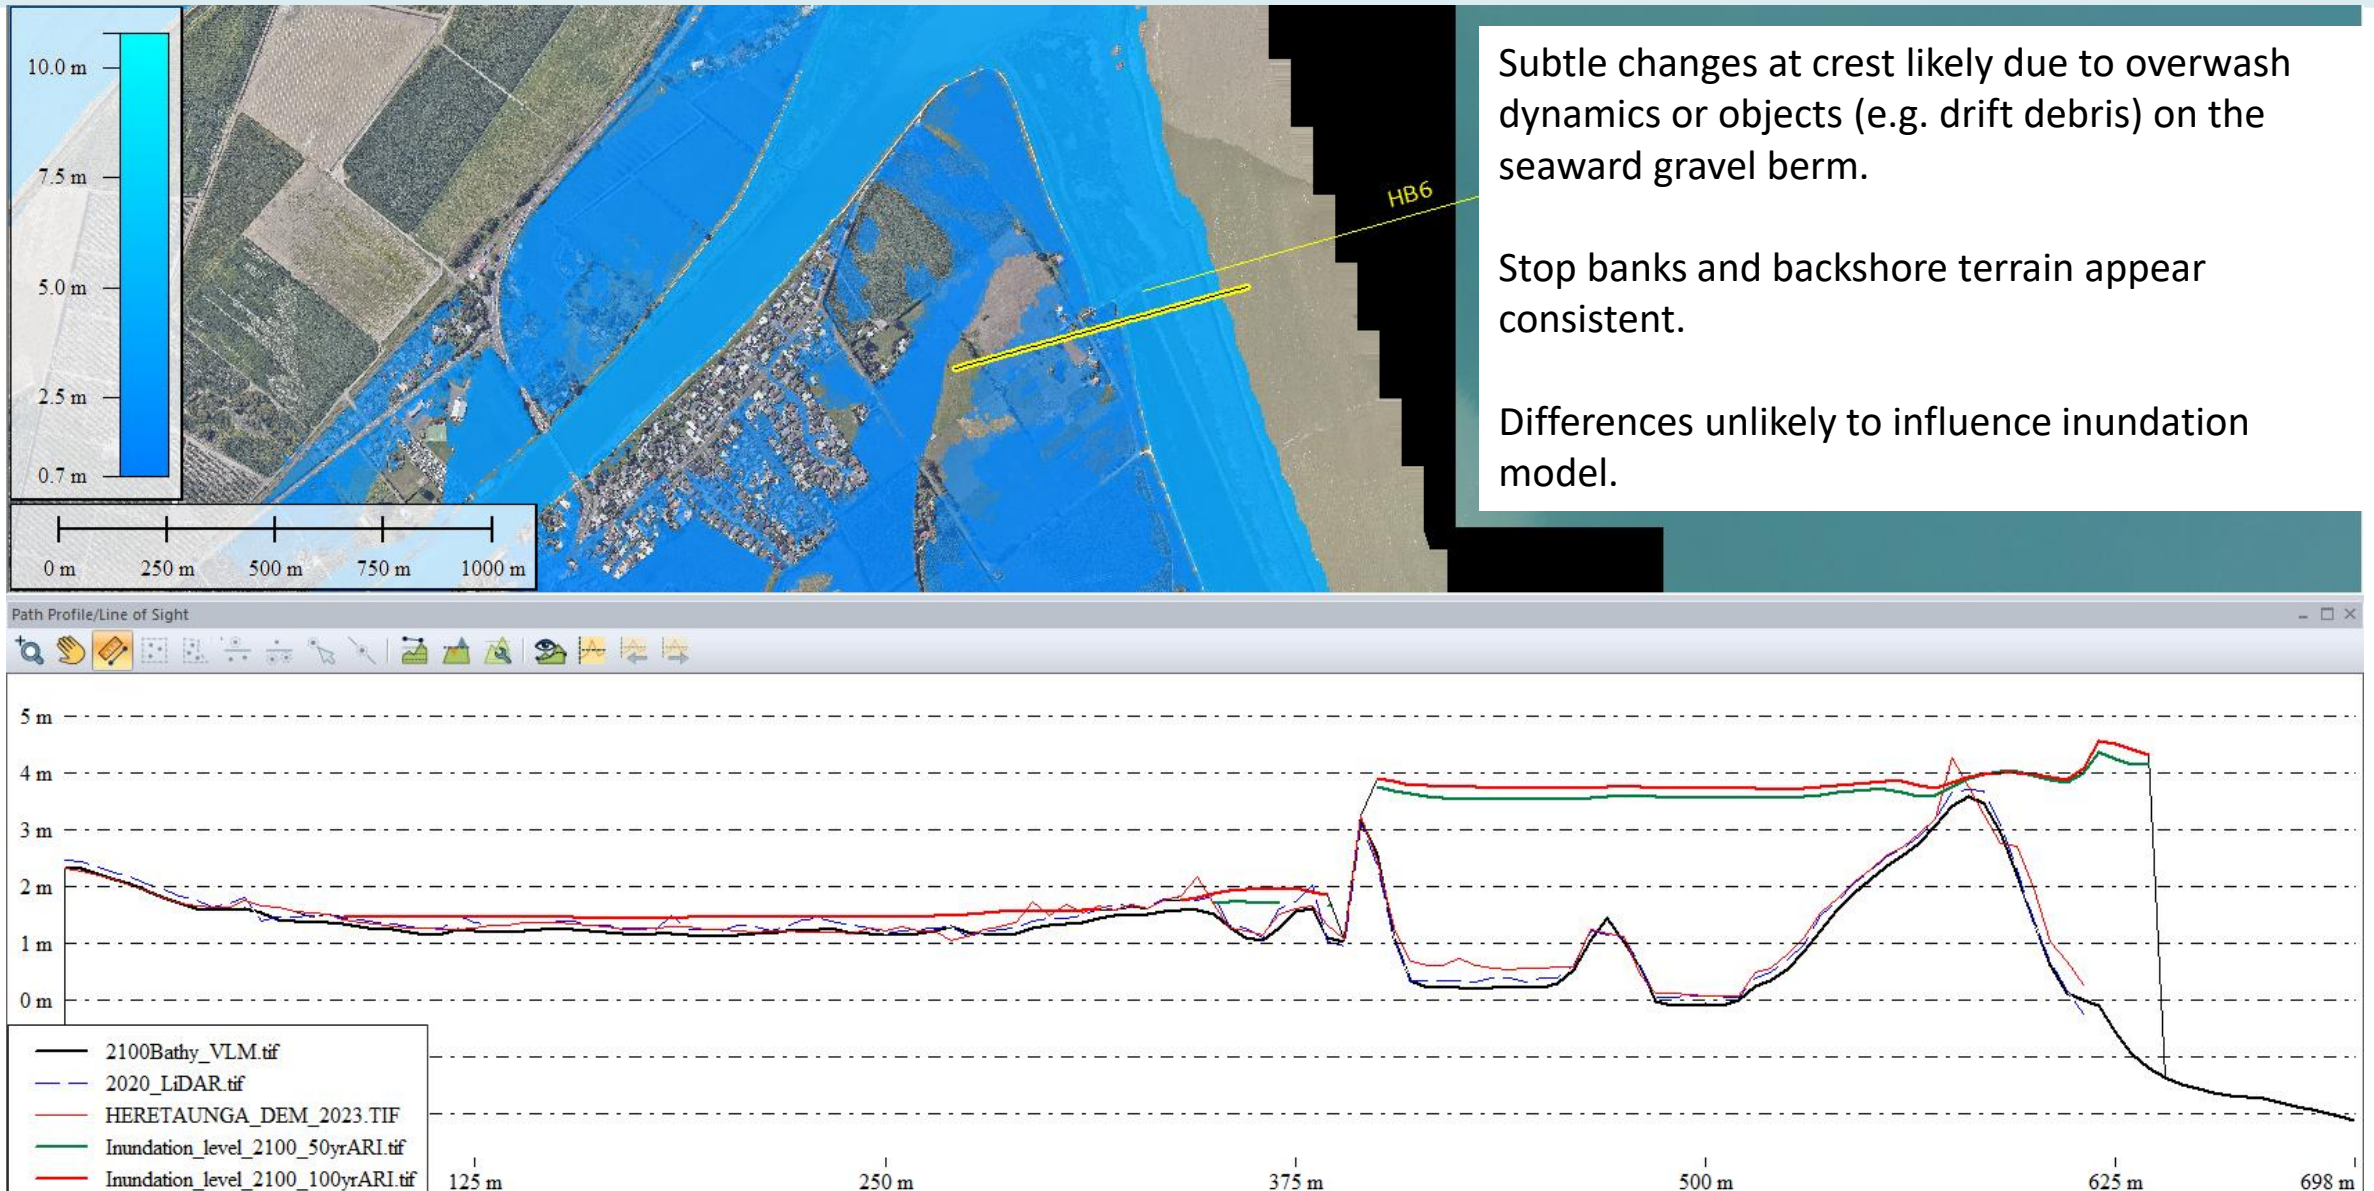 10.0 m
7.5 m
5.0 m
2.5 m
0.7 m
0 m 250 m 500 m 750 m 1000 m
HB6
Subtle changes at crest likely due to overwash
dynamics or objects (e.g. drift debris) on the
seaward gravel berm.
Stop banks and backshore terrain appear
consistent.
Differences unlikely to influence inundation
model.
Path Profile/Line of Sight
5 m
4 m
3 m
2 m
1 m
0 m
2100Bathy_VLM.tif
2020_LiDAR.tif
HERETAUNGA_DEM_2023.TIF
Inundation_level_2100_50yrARI.tif
Inundation_level_2100_100yrARI.tif
125 m 250 m 375 m 500 m 625 m 698 m